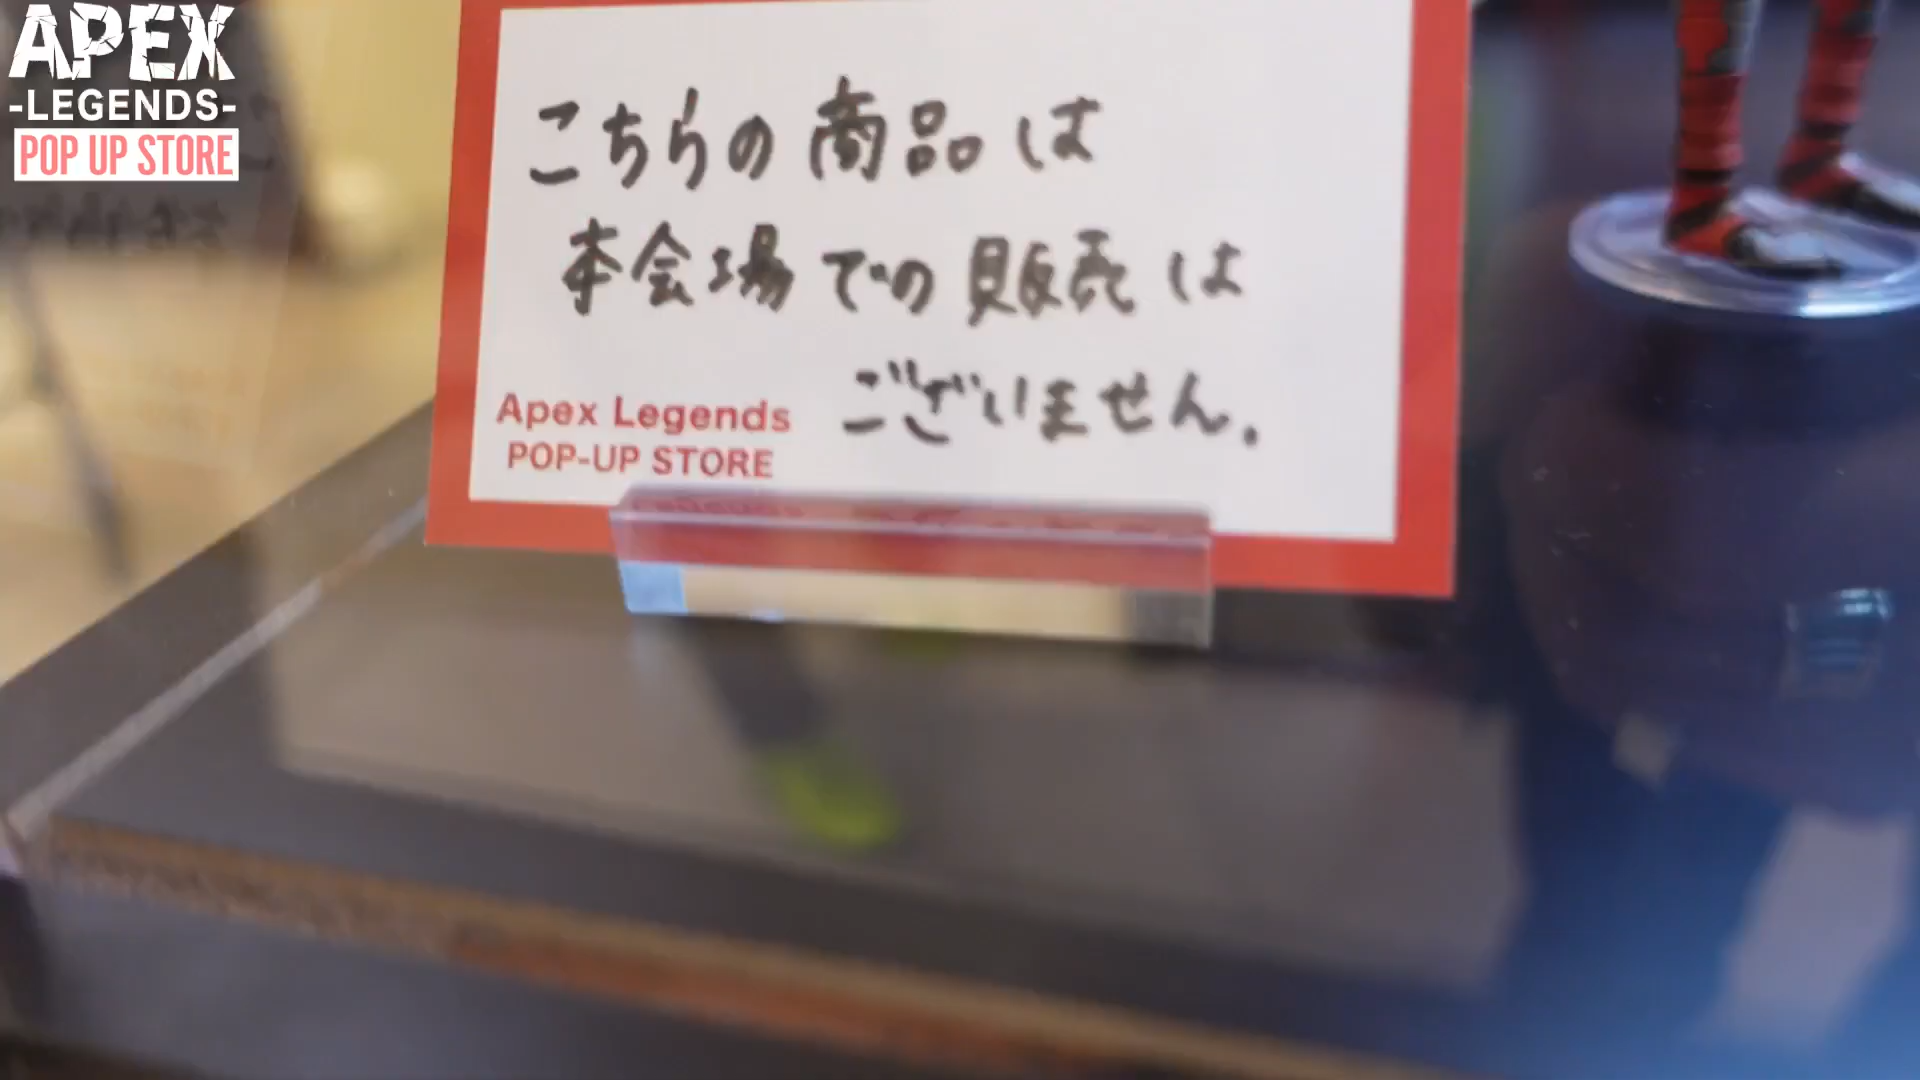 APEX
-LEGENDS-
POP UP STORE
こちらの商品は
本会場での販売は
ございません.
Apex Legends
POP-UP STORE